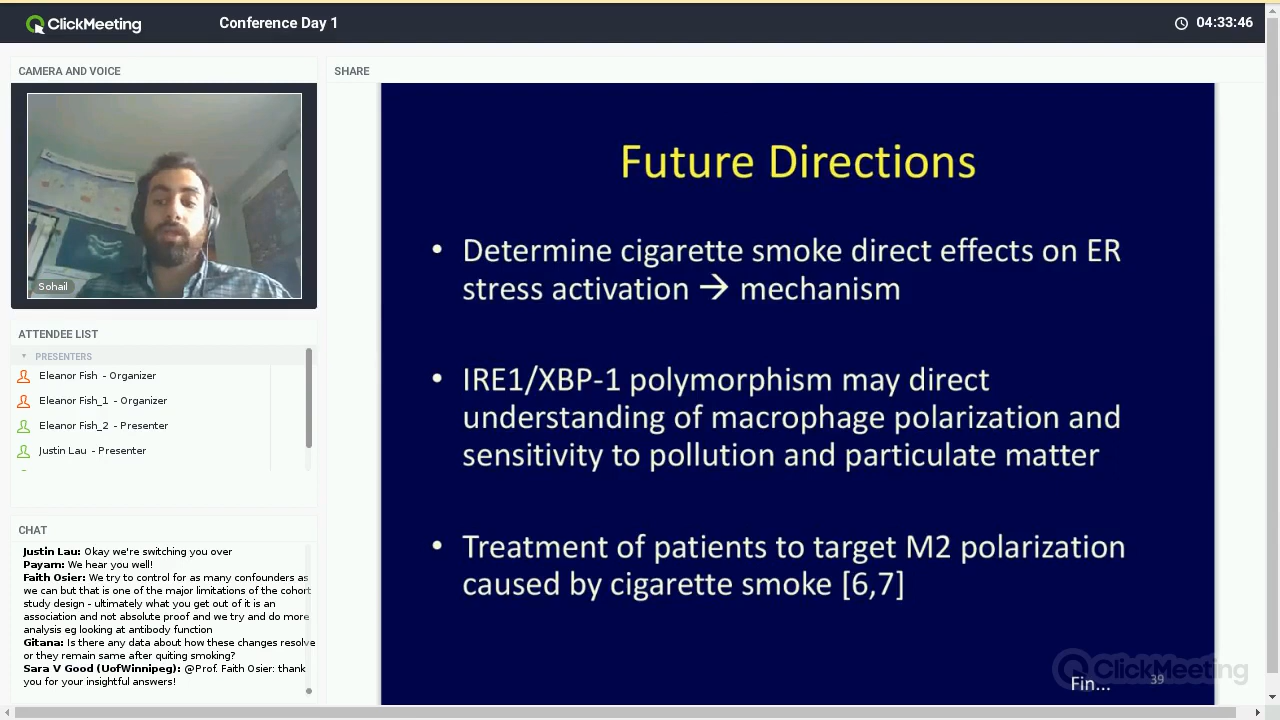 ClickMeeting
Conference Day 1
04:33:46
CAMERA AND VOICE
Sohail
ATTENDEE LIST
PRESENTERS
Eleanor Fish - Organizer
Eleanor Fish_1 - Organizer
Eleanor Fish_2 - Presenter
Justin Lau - Presenter
CHAT
Justin Lau: Okay we're switching you over
Payam: We hear you well!
Faith Osier: We try to control for as many confounders as
we can but that is one of the major limitations of the cohort
study design - ultimately what you get out of it is an
association and not absolute proof and we try and do more
analysis eg looking at antibody function
Gitana: Is there any data about how these changes resolve
or they remain same after quiting smoking?
Sara V Good (UofWinnipeg): @Prof. Faith Osier: thank
you for your insightful answers!
SHARE
Future Directions
• Determine cigarette smoke direct effects on ER
stress activation → mechanism
• IRE1/XBP-1 polymorphism may direct
understanding of macrophage polarization and
sensitivity to pollution and particulate matter
• Treatment of patients to target M2 polarization
caused by cigarette smoke [6,7]
ClickMeeting
Fin... 39